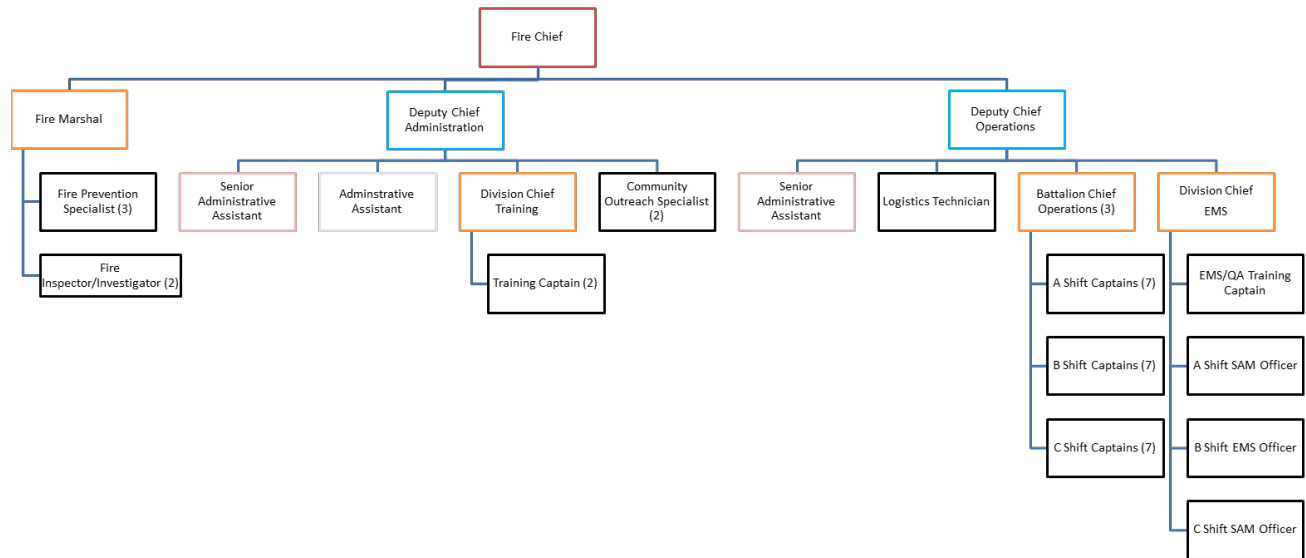 Fire Chief
Fire Marshal
Deputy Chief
Administration
Deputy Chief
Operations
Fire Prevention
Specialist (3)
Senior
Administrative
Assistant
Adminstrative
Assistant
Division Chief
Training
Community
Outreach Specialist
(2)
Senior
Administrative
Assistant
Logistics Technician
Battalion Chief
Operations (3)
Division Chief
EMS
Fire
Inspector/Investigator (2)
Training Captain (2)
A Shift Captains (7)
EMS/QA Training
Captain
B Shift Captains (7)
A Shift SAM Officer
C Shift Captains (7)
B Shift EMS Officer
C Shift SAM Officer